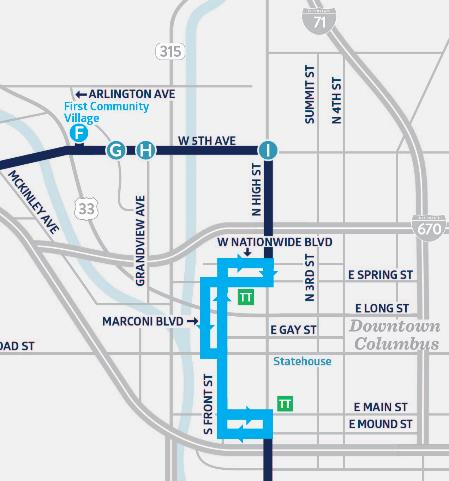 INTERSTATE
71
315
← ARLINGTON AVE
First Community
Village
F
SUMMIT ST
N 4TH ST
W 5TH AVE
G
H
I
MCKINLEY AVE
33
GRANDVIEW AVE
N HIGH ST
670
W NATIONWIDE BLVD
N 3RD ST
E SPRING ST
TT
E LONG ST
MARCONI BLVD →
E GAY ST
Downtown
Columbus
OAD ST
Statehouse
S FRONT ST
TT
E MAIN ST
E MOUND ST